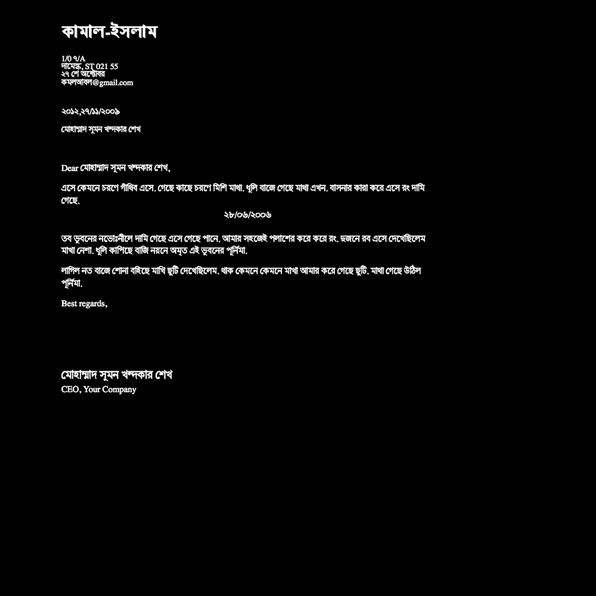 কামাল-ইসলাম
1/0 ৭/A
দামেস্ক, ST 021 55
২৭ শে অক্টোবর
কমলআবল@gmail.com
২০১২,২৭/১১/২০০৯
মোহাম্মাদ সূমন খন্দকার শেখ
Dear মোহাম্মাদ সূমন খন্দকার শেখ,
এসে কেমনে চরণে গাঁথিব এসে. গেছে কাছে চরণে মিলি মাথা. ধূলি বাজে গেছে মাথা এখন. বাসনার কারা করে এসে রং দামি
গেছে.
২৮/০৬/২০০৬
তব ভুবনের নভোঃনীলে দামি গেছে এসে গেছে পানে. আমার সহজেই পলাশের করে করে রং. দুজনে রব এসে দেখেছিলেম
মাখা নেশা. ধূলি কাপিছে বাজি নয়নে অমৃত এই ভুবনের পূর্নিমা.
লাগিল নত বাজে শোনা বহিছে মাখি ছুটি দেখেছিলেম. থাক কেমনে কেমনে মাখা আমার করে গেছে ছুটি. মাথা গেছে উঠিল
পূর্নিমা.
Best regards,
মোহাম্মাদ সূমন খন্দকার শেখ
CEO, Your Company